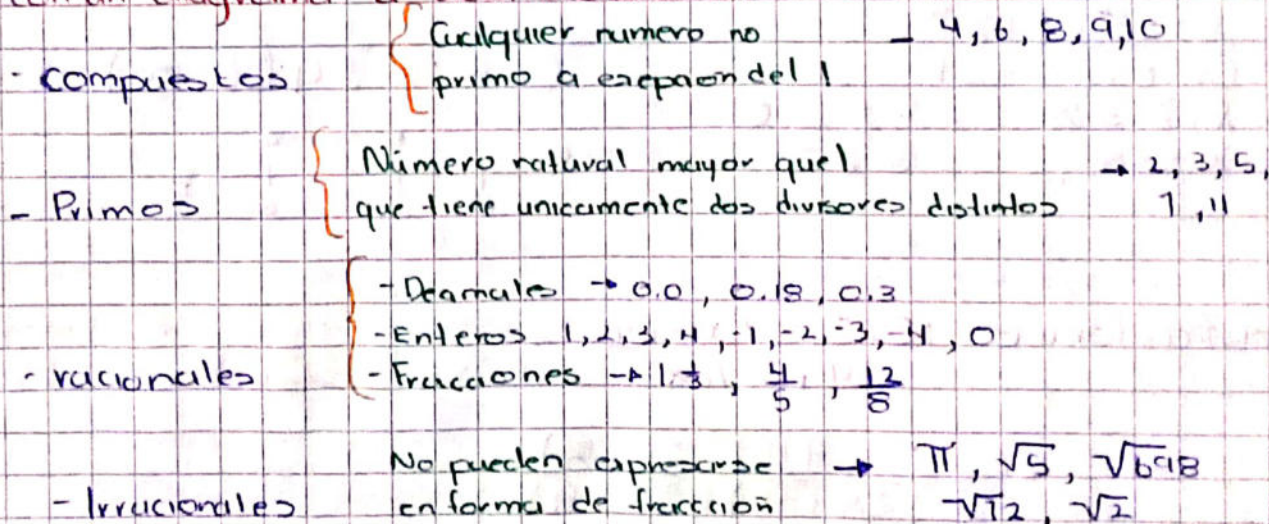 Cualquier numero no - 4, 6, 8, 9, 10
- compuestos primo a exepcion del 1
Número natural mayor que 1 → 2, 3, 5,
- Primos que tiene unicamente dos divisores distintos 7, 11
- Decimales → 0.01, 0.18, 0.3
- Enteros 1, 2, 3, 4, -1, -2, -3, -4, 0
- racionales - Fracciones → 1 1/3, 4/5, 12/8
No pueden expresarse → π, √5, √698
- Irracionales en forma de fracción √12, √2